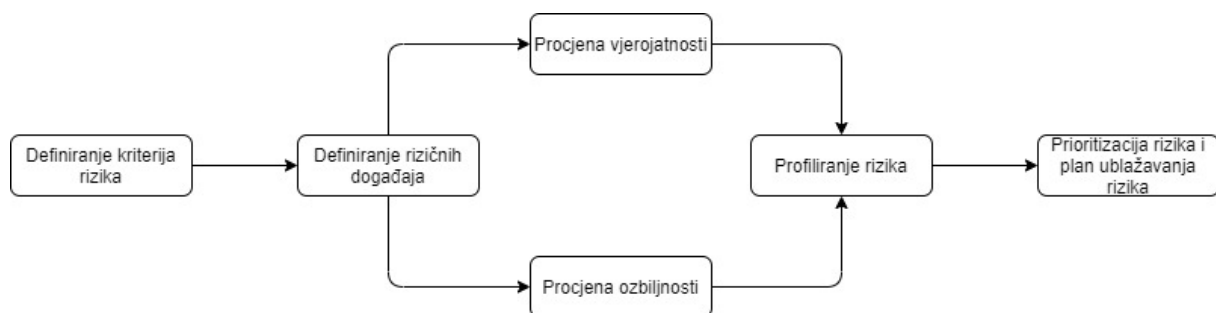 Procjena vjerojatnosti
Definiranje kriterija
rizika
Definiranje rizičnih
događaja
Profiliranje rizika
Prioritizacija rizika i
plan ublažavanja
rizika
Procjena ozbiljnosti